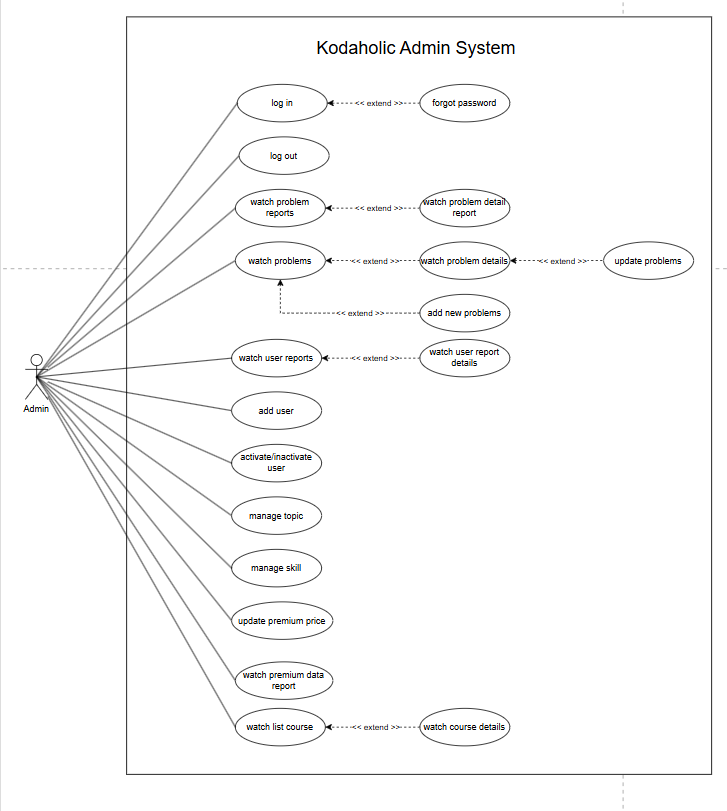 Kodaholic Admin System
log in
<< extend >>
forgot password
log out
watch problem
reports
<< extend >>
watch problem detail
report
watch problems
<< extend >>
watch problem details
<< extend >>
update problems
<< extend >>
add new problems
watch user reports
<< extend >>
watch user report
details
Admin
add user
activate/inactivate
user
manage topic
manage skill
update premium price
watch premium data
report
watch list course
<< extend >>
watch course details